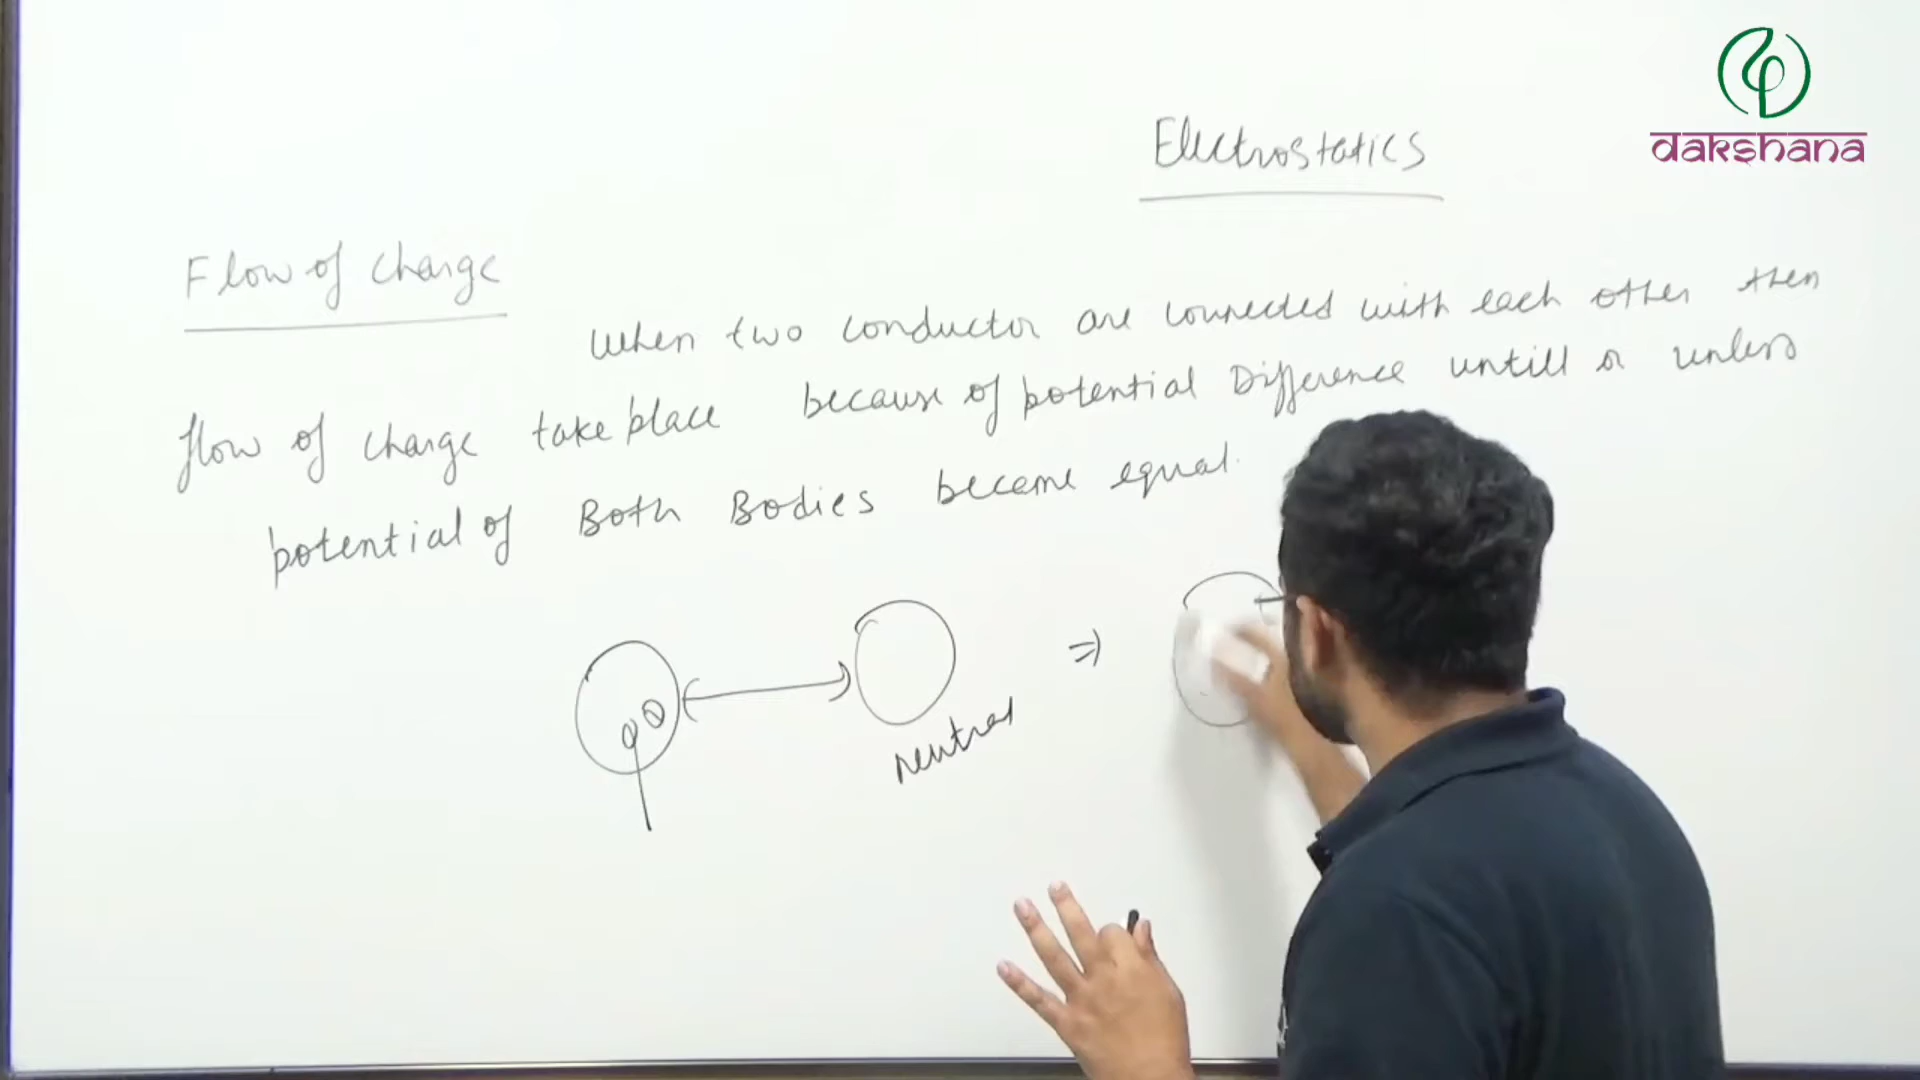 dakshana
Electrostatics
Flow of charge
When two conductor are connected with each other then
flow of charge take place because of potential Difference untill or unless
potential of Both Bodies became equal.
⇒
neutral